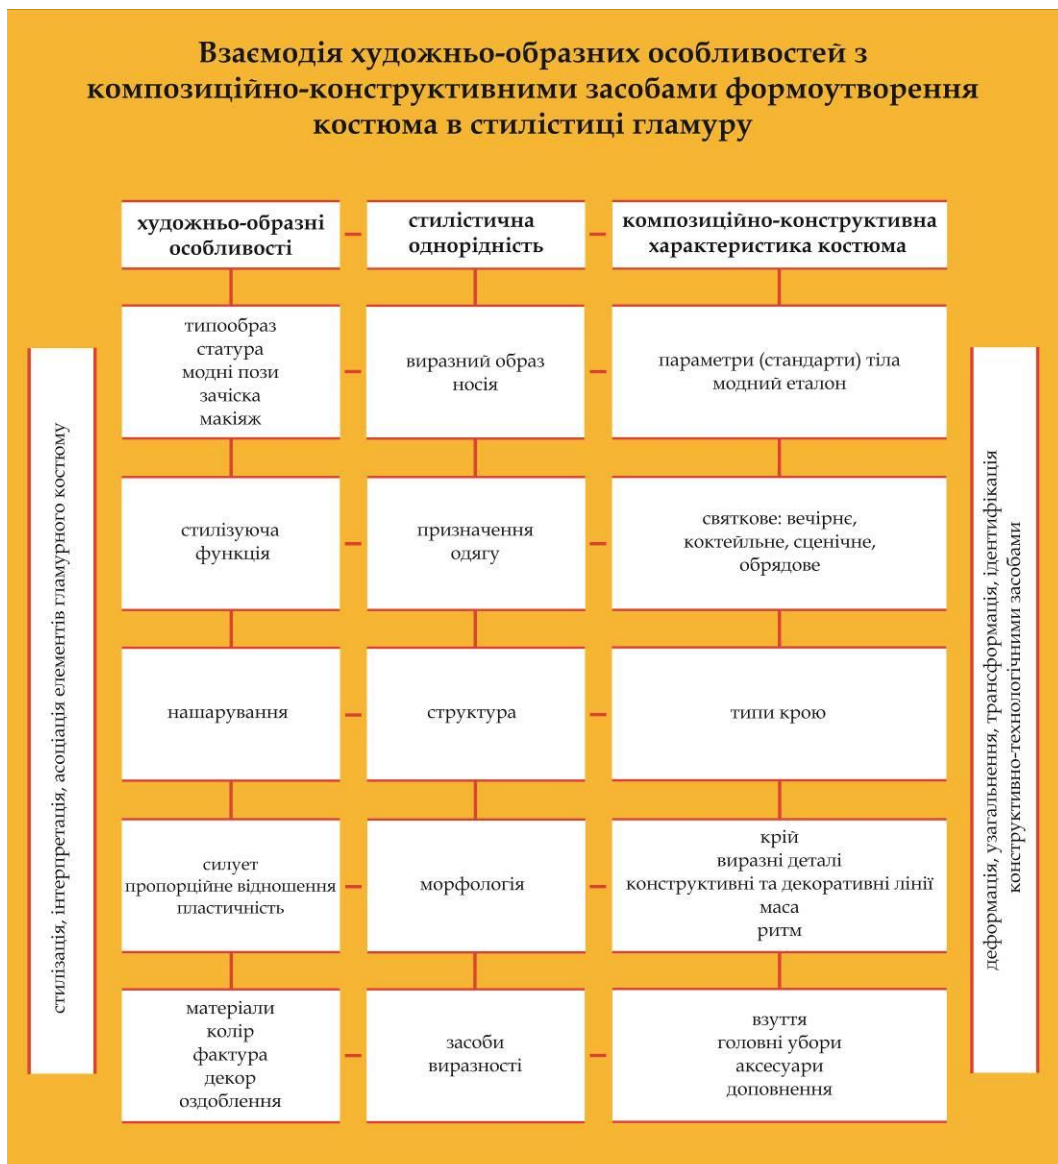 Взаємодія художньо-образних особливостей з
композиційно-конструктивними засобами формоутворення
костюма в стилістиці гламуру
художньо-образні
особливості
стилістична
однорідність
композиційно-конструктивна
характеристика костюма
типообраз
статура
модні пози
зачіска
макіяж
виразний образ
носія
параметри (стандарти) тіла
модний еталон
стилізуюча
функція
призначення
одягу
святкове: вечірнє,
коктейльне, сценічне,
обрядове
нашарування
структура
типи крою
силует
пропорційне відношення
пластичність
морфологія
крій
виразні деталі
конструктивні та декоративні лінії
маса
ритм
матеріали
колір
фактура
декор
оздоблення
засоби
виразності
взуття
головні убори
аксесуари
доповнення
стилізація, інтерпретація, асоціація елементів гламурного костюму
деформація, узагальнення, трансформація, ідентифікація
конструктивно-технологічними засобами